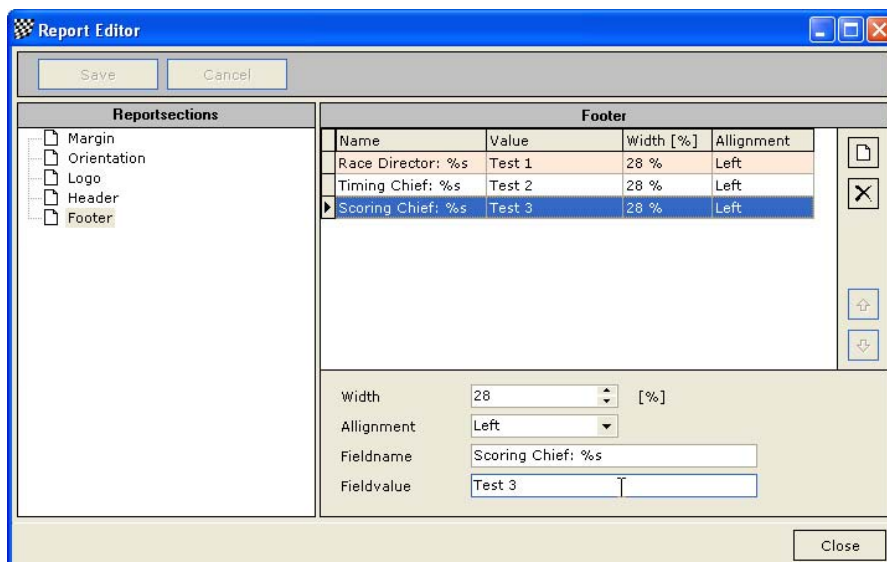 Report Editor
Save Cancel
Reportsections
Margin
Orientation
Logo
Header
Footer
Footer
Name Value Width [%] Allignment
Race Director: %s Test 1 28 % Left
Timing Chief: %s Test 2 28 % Left
Scoring Chief: %s Test 3 28 % Left
Width 28 [%]
Allignment Left
Fieldname Scoring Chief: %s
Fieldvalue Test 3
Close